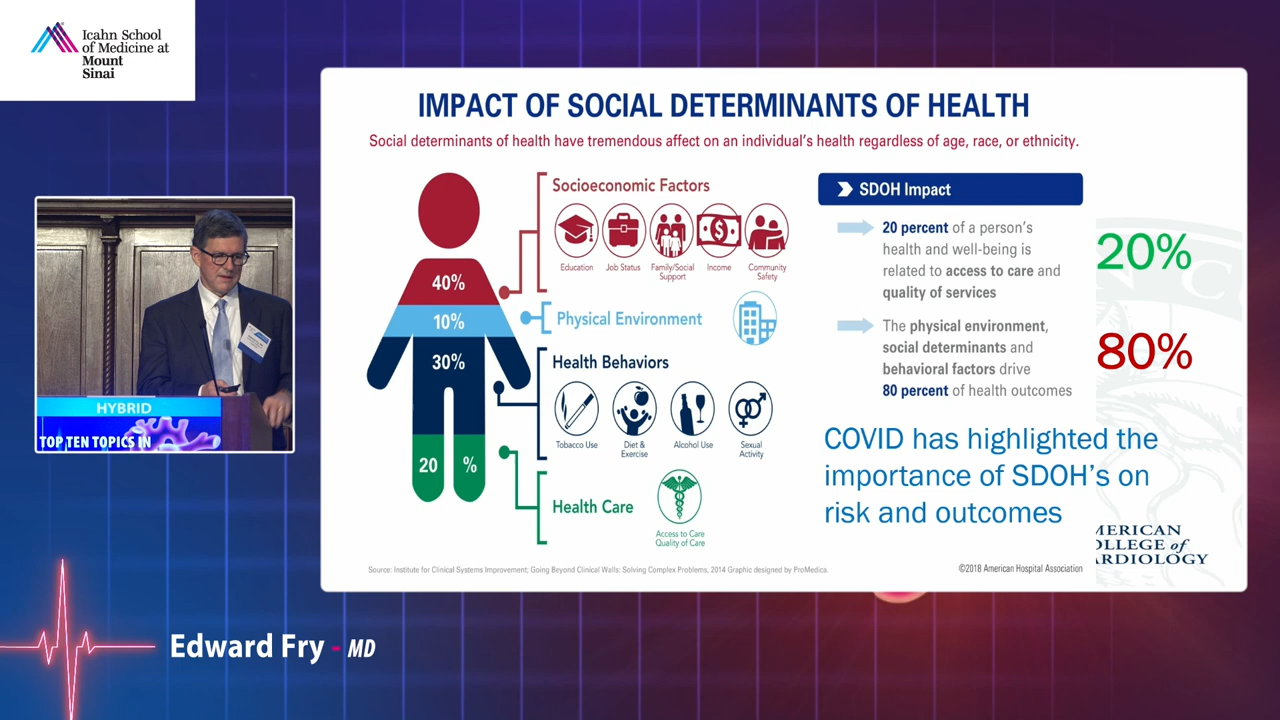 Icahn School
of Medicine at
Mount
Sinai
HYBRID
TOP TEN TOPICS IN
IMPACT OF SOCIAL DETERMINANTS OF HEALTH
Social determinants of health have tremendous affect on an individual's health regardless of age, race, or ethnicity.
40%
10%
30%
20 %
Socioeconomic Factors
Education
Job Status
Family/Social
Support
Income
Community
Safety
Physical Environment
Health Behaviors
Tobacco Use
Diet &
Exercise
Alcohol Use
Sexual
Activity
Health Care
Access to Care
Quality of Care
SDOH Impact
20 percent of a person's
health and well-being is
related to access to care and
quality of services
The physical environment,
social determinants and
behavioral factors drive
80 percent of health outcomes
20%
80%
COVID has highlighted the
importance of SDOH's on
risk and outcomes
MERICAN
OLLEGE of
ARDIOLOGY
Source: Institute for Clinical Systems Improvement; Going Beyond Clinical Walls: Solving Complex Problems, 2014 Graphic designed by ProMedica.
©2018 American Hospital Association
Edward Fry - MD